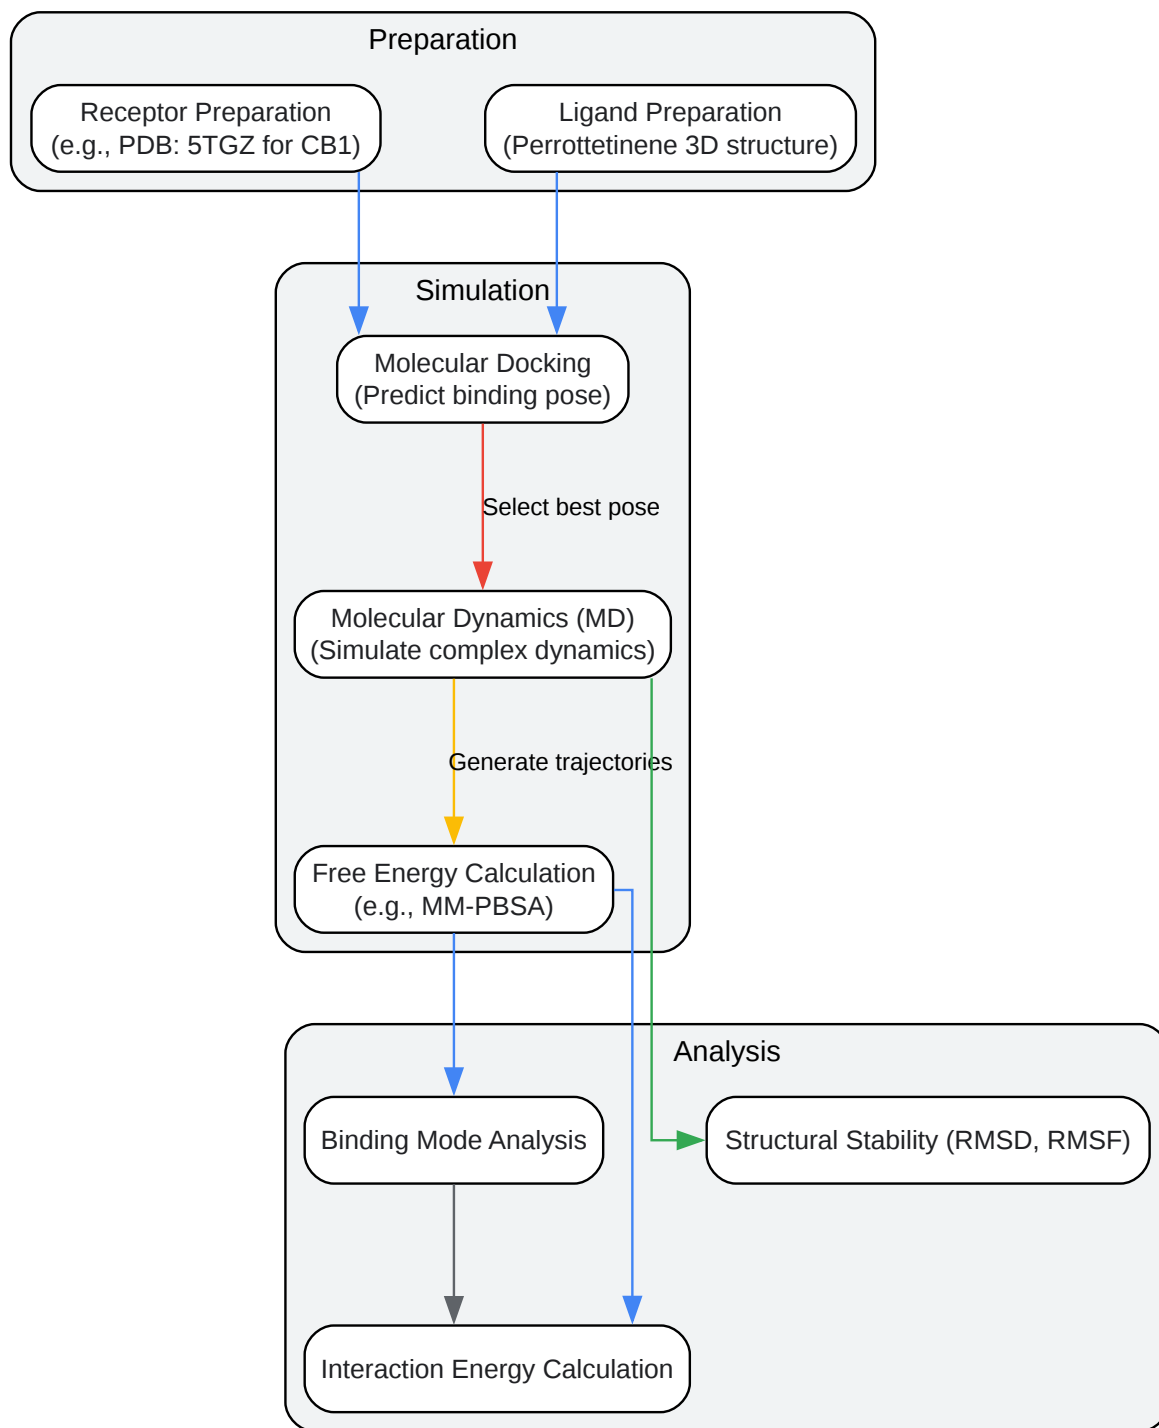 Preparation
Receptor Preparation
(e.g., PDB: 5TGZ for CB1)
Ligand Preparation
(Perrottetinene 3D structure)
Simulation
Molecular Docking
(Predict binding pose)
Select best pose
Molecular Dynamics (MD)
(Simulate complex dynamics)
Generate trajectories
Free Energy Calculation
(e.g., MM-PBSA)
Analysis
Binding Mode Analysis
Structural Stability (RMSD, RMSF)
Interaction Energy Calculation